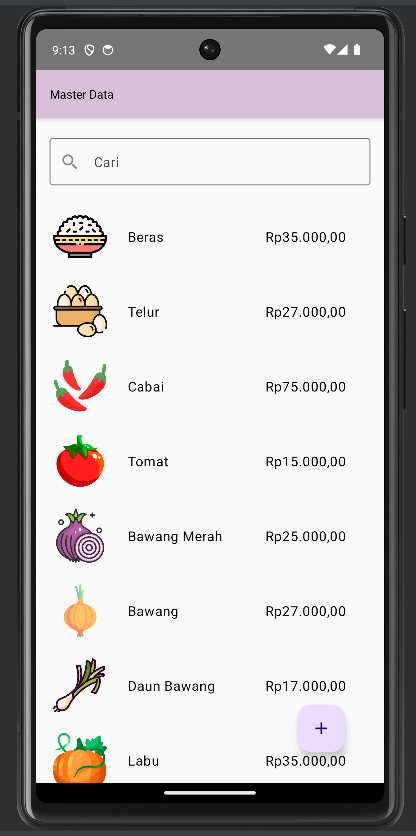 9:13
Master Data
Cari
Beras Rp35.000,00
Telur Rp27.000,00
Cabai Rp75.000,00
Tomat Rp15.000,00
Bawang Merah Rp25.000,00
Bawang Rp27.000,00
Daun Bawang Rp17.000,00
+
Labu Rp35.000,00